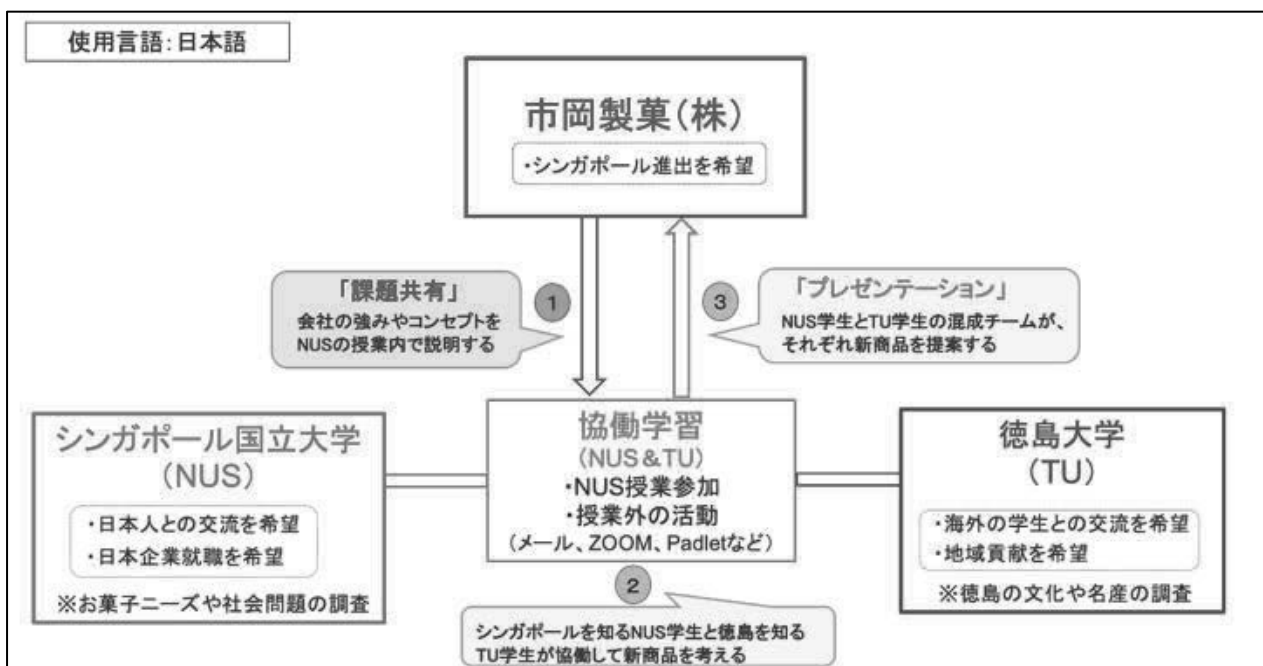 使用言語:日本語
市岡製菓(株)
・シンガポール進出を希望
「課題共有」
会社の強みやコンセプトを
NUSの授業内で説明する
1
3
「プレゼンテーション」
NUS学生とTU学生の混成チームが、
それぞれ新商品を提案する
シンガポール国立大学
(NUS)
・日本人との交流を希望
・日本企業就職を希望
※お菓子ニーズや社会問題の調査
協働学習
(NUS&TU)
・NUS授業参加
・授業外の活動
(メール、ZOOM、Padletなど)
徳島大学
(TU)
・海外の学生との交流を希望
・地域貢献を希望
※徳島の文化や名産の調査
2
シンガポールを知るNUS学生と徳島を知る
TU学生が協働して新商品を考える